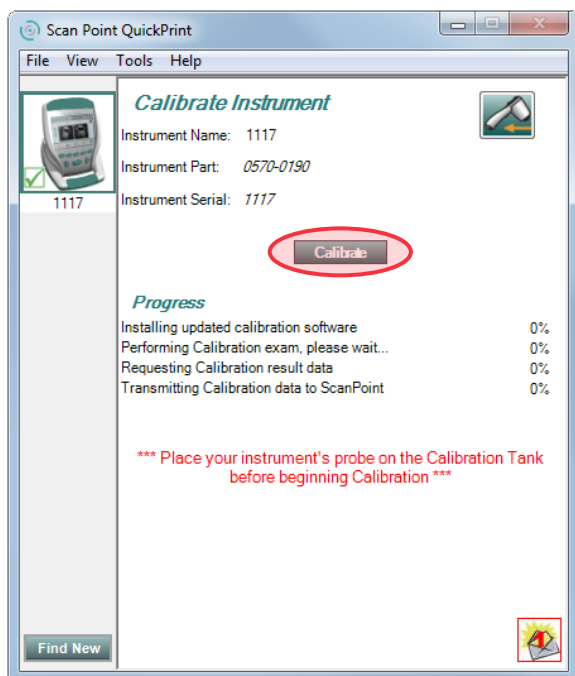 Scan Point QuickPrint
File View Tools Help
Calibrate Instrument
Instrument Name: 1117
Instrument Part: 0570-0190
Instrument Serial: 1117
1117
Calibrate
Progress
Installing updated calibration software 0%
Performing Calibration exam, please wait... 0%
Requesting Calibration result data 0%
Transmitting Calibration data to ScanPoint 0%
*** Place your instrument's probe on the Calibration Tank
before beginning Calibration ***
Find New